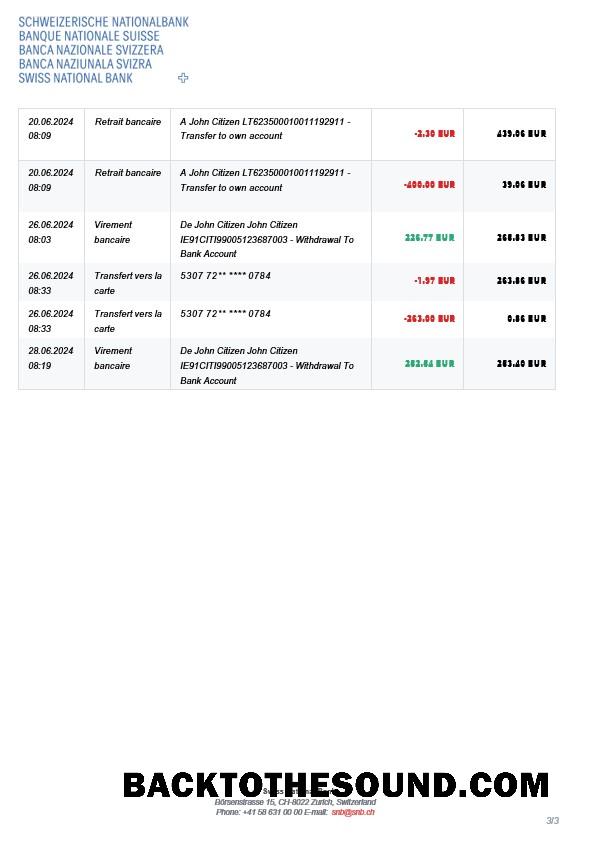 SCHWEIZERISCHE NATIONALBANK
BANQUE NATIONALE SUISSE
BANCA NAZIONALE SVIZZERA
BANCA NAZIUNALA SVIZRA
SWISS NATIONAL BANK
20.06.2024 Retrait bancaire A John Citizen LT623500010011192911 -
08:09 Transfer to own account -2.30 EUR 439.06 EUR
20.06.2024 Retrait bancaire A John Citizen LT623500010011192911 -
08:09 Transfer to own account -400.00 EUR 39.06 EUR
26.06.2024 Virement De John Citizen John Citizen
08:03 bancaire IE91CITI99005123687003 - Withdrawal To 226.77 EUR 265.83 EUR
Bank Account
26.06.2024 Transfert vers la 5307 72** **** 0784 -1.97 EUR 263.86 EUR
08:33 carte
26.06.2024 Transfert vers la 5307 72** **** 0784 -263.00 EUR 0.86 EUR
08:33 carte
28.06.2024 Virement De John Citizen John Citizen
08:19 bancaire IE91CITI99005123687003 - Withdrawal To 252.54 EUR 253.40 EUR
Bank Account
BACKTOTHESOUND.COM
Börsenstrasse 15, CH-8022 Zurich, Switzerland
Phone: +41 58 631 00 00 E-mail: snb@snb.ch
3/3